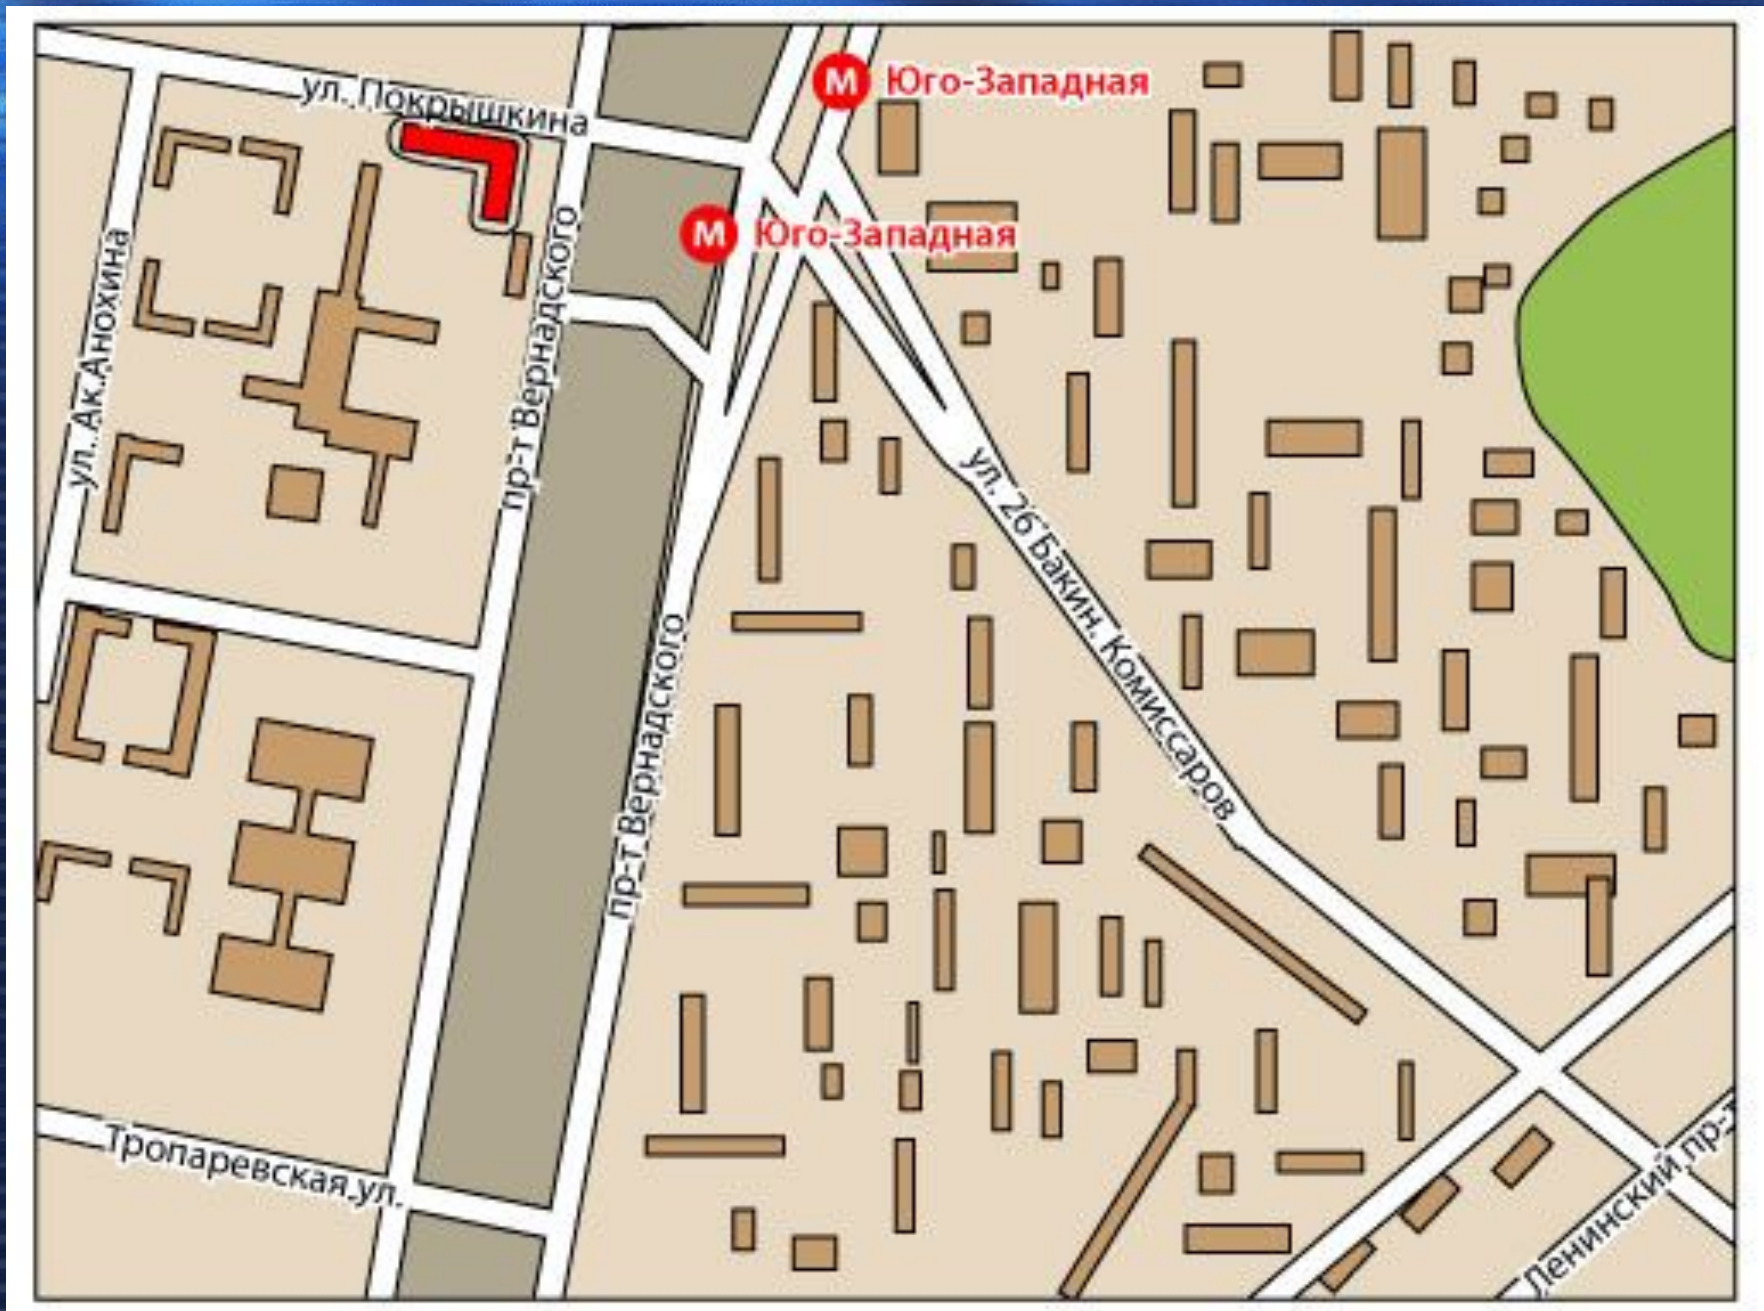 М Юго-Западная
ул. Покрышкина
М Юго-Западная
ул. Ак.Анохина
пр-т Вернадского
ул. 26 Бакин. Комиссаров
пр-т Вернадского
Тропаревская ул.
Ленинский пр-т